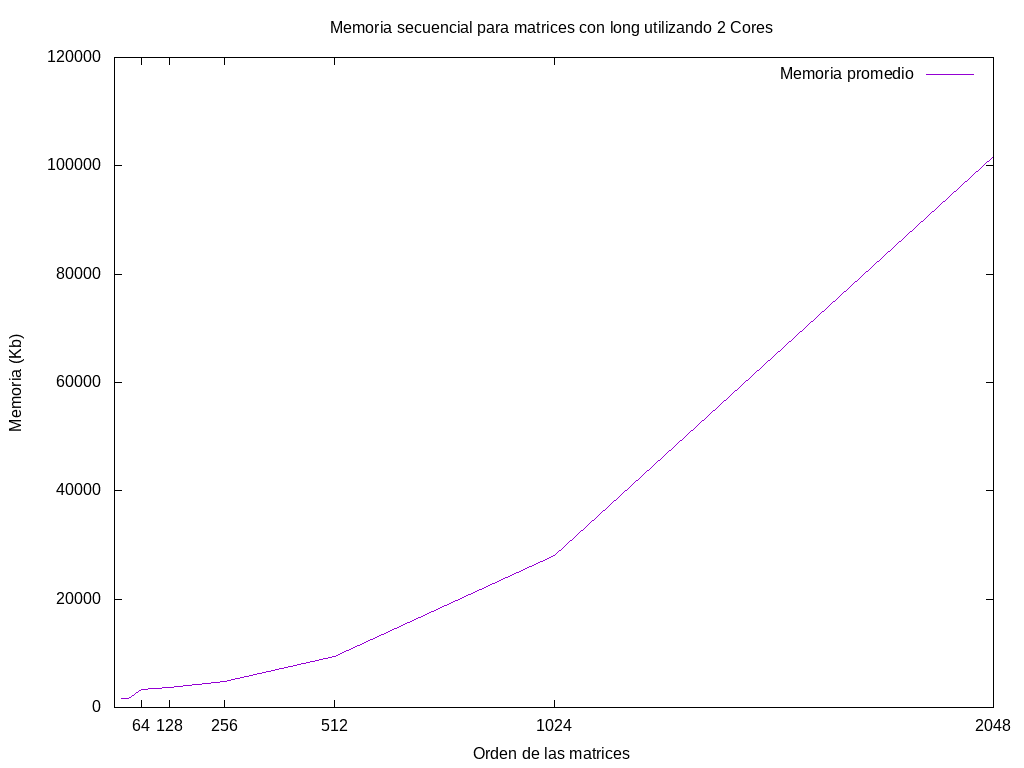 Memoria secuencial para matrices con long utilizando 2 Cores
Memoria promedio
120000
100000
80000
60000
40000
20000
0
Memoria (Kb)
64 128 256 512 1024 2048
Orden de las matrices